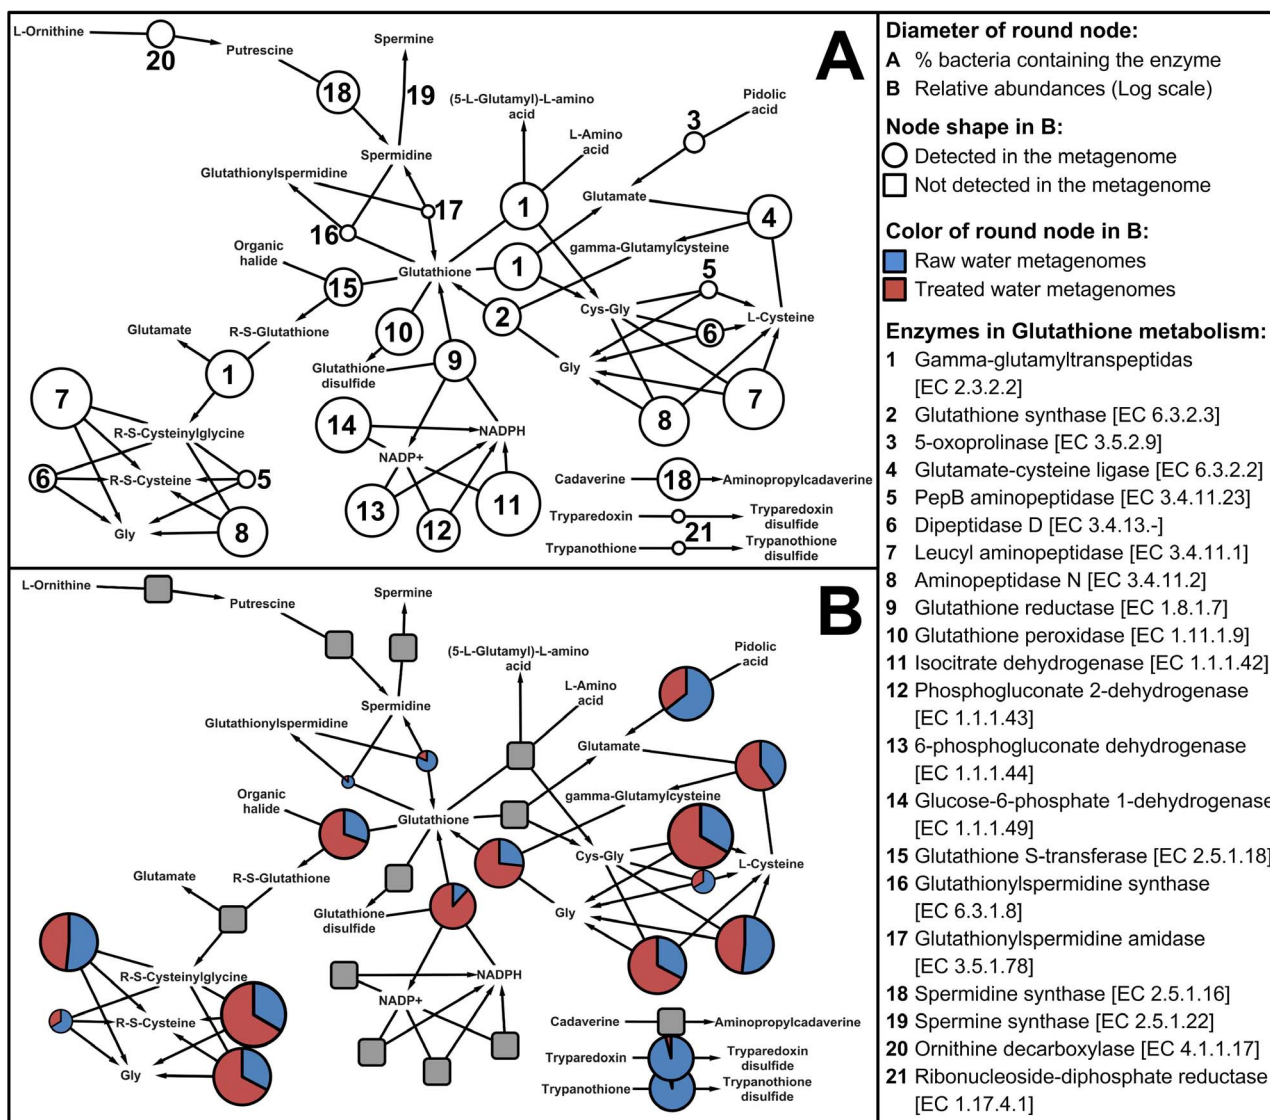 A
L-Ornithine
20
Putrescine
18
Spermine
19
Spermidine
(5-L-Glutamyl)-L-amino
acid
L-Amino
acid
Pidolic
acid
3
Glutathionylspermidine
17
16
1
Glutamate
4
Organic
halide
15
Glutathione
1
gamma-Glutamylcysteine
5
Cys-Gly
L-Cysteine
6
R-S-Glutathione
Glutamate
10
2
Glutathione
disulfide
9
Gly
1
7
8
7
R-S-Cysteinylglycine
14
NADPH
NADP+
6
R-S-Cysteine
5
Gly
8
13
12
11
Cadaverine
18
Aminopropylcadaverine
Tryparedoxin
Tryparedoxin
disulfide
21
Trypanothione
Trypanothione
disulfide
B
L-Ornithine
Putrescine
Spermine
(5-L-Glutamyl)-L-amino
acid
L-Amino
acid
Pidolic
acid
Spermidine
Glutathionylspermidine
Glutamate
Organic
halide
Glutathione
gamma-Glutamylcysteine
Cys-Gly
L-Cysteine
Glutamate
R-S-Glutathione
Glutathione
disulfide
Gly
R-S-Cysteinylglycine
NADPH
NADP+
R-S-Cysteine
Gly
Cadaverine
Aminopropylcadaverine
Tryparedoxin
Tryparedoxin
disulfide
Trypanothione
Trypanothione
disulfide
Diameter of round node:
A % bacteria containing the enzyme
B Relative abundances (Log scale)
Node shape in B:
Detected in the metagenome
Not detected in the metagenome
Color of round node in B:
Raw water metagenomes
Treated water metagenomes
Enzymes in Glutathione metabolism:
1 Gamma-glutamyltranspeptidas
[EC 2.3.2.2]
2 Glutathione synthase [EC 6.3.2.3]
3 5-oxoprolinase [EC 3.5.2.9]
4 Glutamate-cysteine ligase [EC 6.3.2.2]
5 PepB aminopeptidase [EC 3.4.11.23]
6 Dipeptidase D [EC 3.4.13.-]
7 Leucyl aminopeptidase [EC 3.4.11.1]
8 Aminopeptidase N [EC 3.4.11.2]
9 Glutathione reductase [EC 1.8.1.7]
10 Glutathione peroxidase [EC 1.11.1.9]
11 Isocitrate dehydrogenase [EC 1.1.1.42]
12 Phosphogluconate 2-dehydrogenase
[EC 1.1.1.43]
13 6-phosphogluconate dehydrogenase
[EC 1.1.1.44]
14 Glucose-6-phosphate 1-dehydrogenase
[EC 1.1.1.49]
15 Glutathione S-transferase [EC 2.5.1.18]
16 Glutathionylspermidine synthase
[EC 6.3.1.8]
17 Glutathionylspermidine amidase
[EC 3.5.1.78]
18 Spermidine synthase [EC 2.5.1.16]
19 Spermine synthase [EC 2.5.1.22]
20 Ornithine decarboxylase [EC 4.1.1.17]
21 Ribonucleoside-diphosphate reductase
[EC 1.17.4.1]